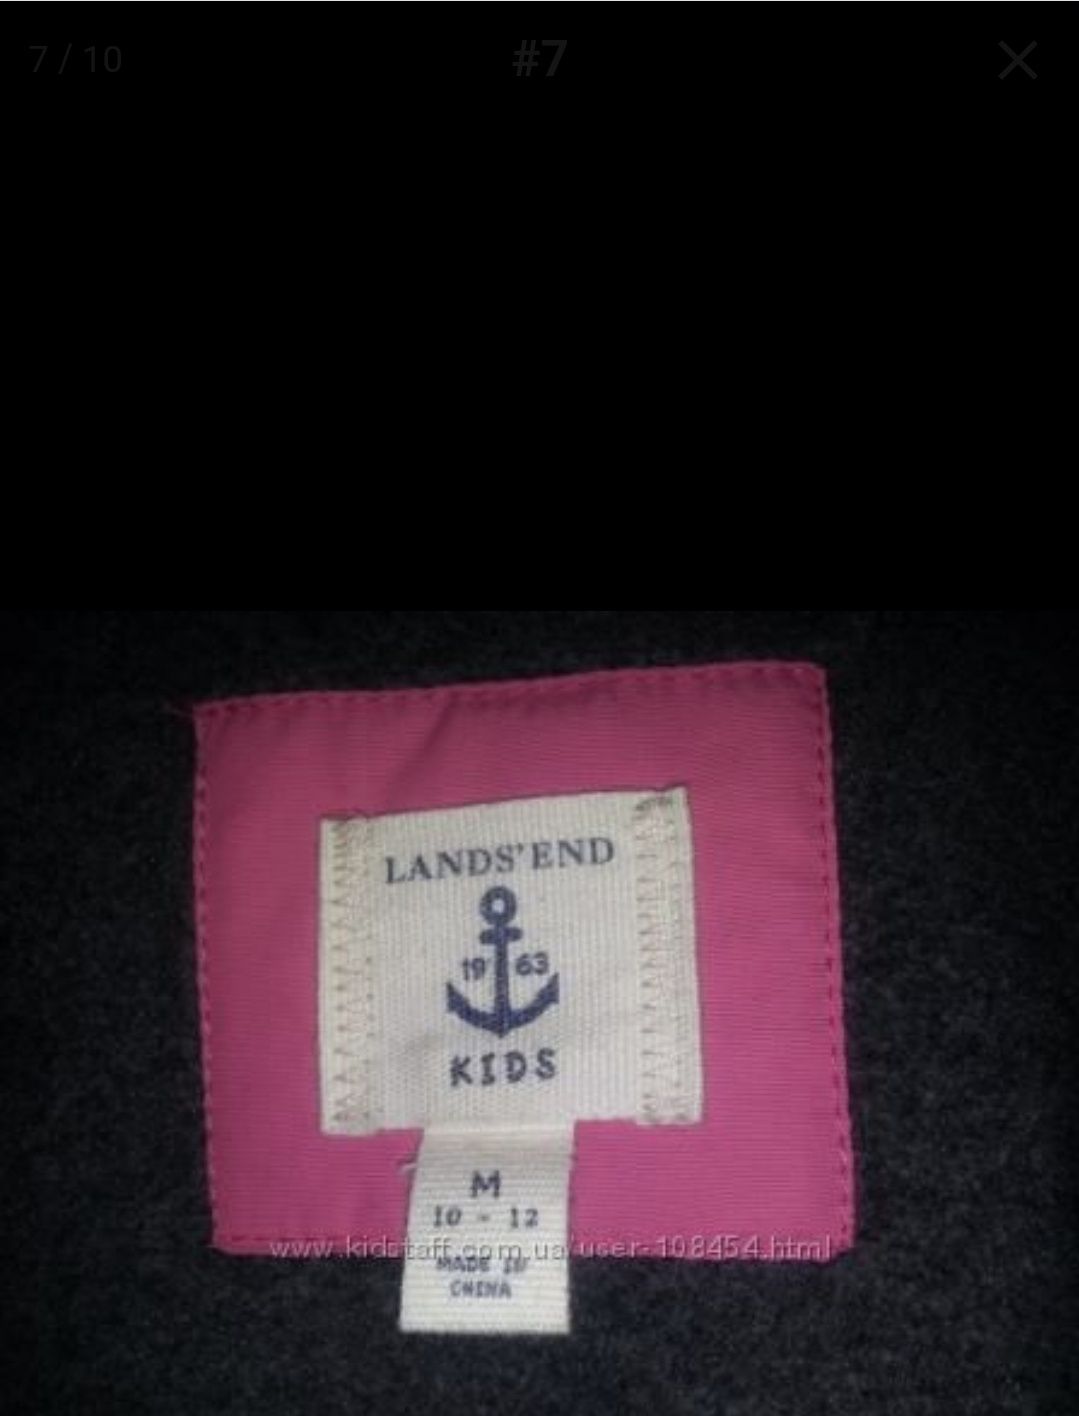 7 / 10
#7
LANDS' END
19 63
KIDS
M
10 - 12
www.kidstaff.com.ua/user-108454.html
MADE IN
CHINA